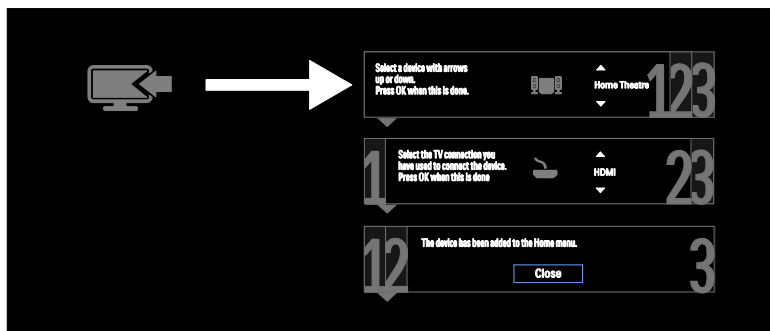 Select a device with arrows
up or down.
Press OK when this is done.
Home Theatre
123
1
Select the TV connection you
have used to connect the device.
Press OK when this is done
HDMI
23
12
The device has been added to the Home menu.
Close
3